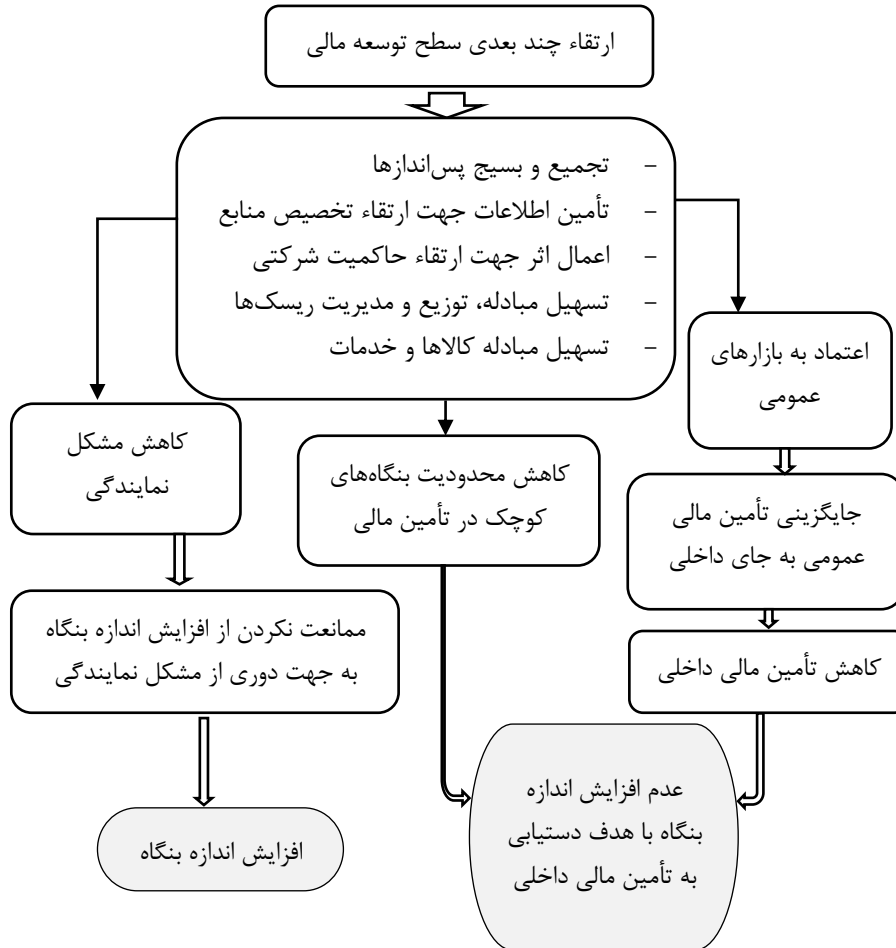 ارتقاء چند بعدی سطح توسعه مالی
– تجمیع و بسیج پس‌اندازها
– تأمین اطلاعات جهت ارتقاء تخصیص منابع
– اعمال اثر جهت ارتقاء حاکمیت شرکتی
– تسهیل مبادله، توزیع و مدیریت ریسک‌ها
– تسهیل مبادله کالاها و خدمات
اعتماد به بازارهای
عمومی
جایگزینی تأمین مالی
عمومی به جای داخلی
کاهش تأمین مالی داخلی
کاهش محدودیت بنگاه‌های
کوچک در تأمین مالی
عدم افزایش اندازه
بنگاه با هدف دستیابی
به تأمین مالی داخلی
کاهش مشکل
نمایندگی
ممانعت نکردن از افزایش اندازه بنگاه
به جهت دوری از مشکل نمایندگی
افزایش اندازه بنگاه